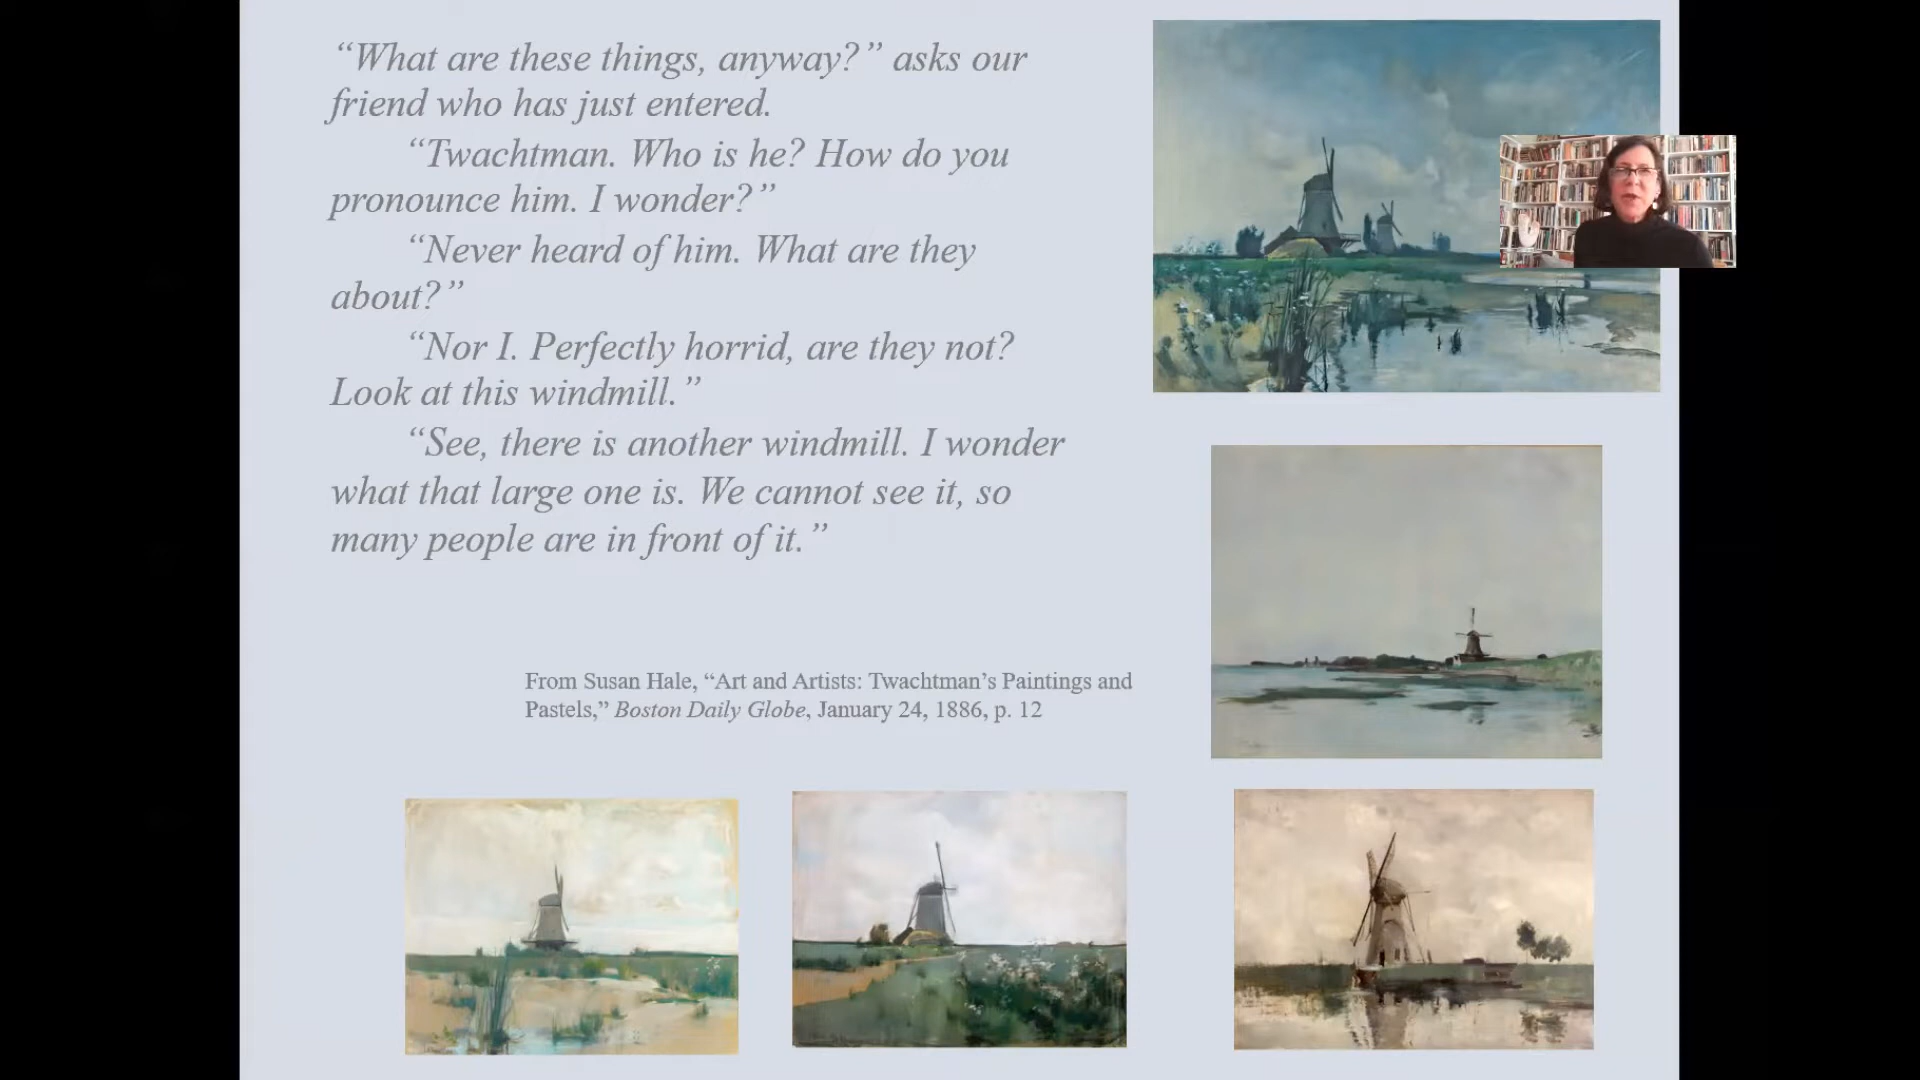 “What are these things, anyway?” asks our
friend who has just entered.
“Twachtman. Who is he? How do you
pronounce him. I wonder?”
“Never heard of him. What are they
about?”
“Nor I. Perfectly horrid, are they not?
Look at this windmill.”
“See, there is another windmill. I wonder
what that large one is. We cannot see it, so
many people are in front of it.”
From Susan Hale, “Art and Artists: Twachtman’s Paintings and
Pastels,” Boston Daily Globe, January 24, 1886, p. 12